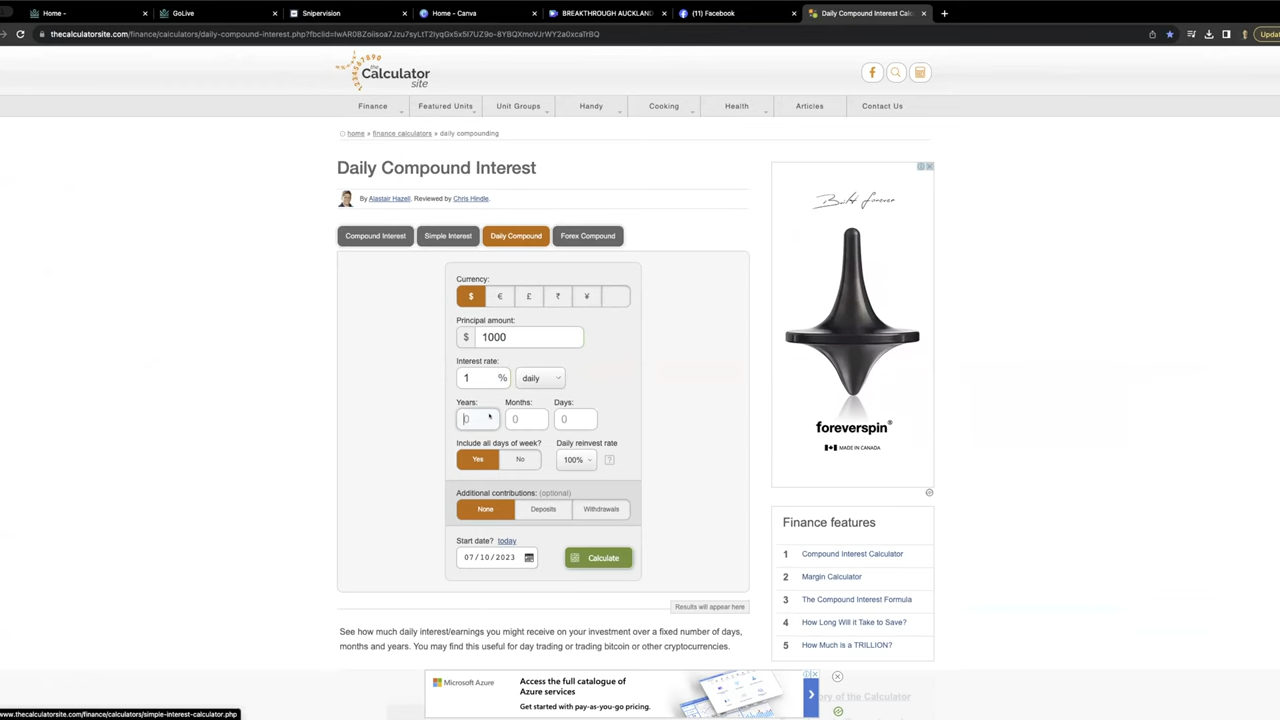 Home -
GoLive
Snipervision
Home - Canva
BREAKTHROUGH AUCKLAND
(11) Facebook
Daily Compound Interest Calc
thecalculatorsite.com/finance/calculators/daily-compound-interest.php?fbclid=
Updat
the
Calculator
site
Finance
Featured Units
Unit Groups
Handy
Cooking
Health
Articles
Contact Us
home » finance calculators » daily compounding
Daily Compound Interest
By Alastair Hazell. Reviewed by Chris Hindle.
Compound Interest
Simple Interest
Daily Compound
Forex Compound
Currency:
$ € £ ₹ ¥
Principal amount:
$ 1000
Interest rate:
1 % daily
Years: Months: Days:
0 0 0
Include all days of week? Daily reinvest rate
Yes No 100% ?
Additional contributions: (optional)
None Deposits Withdrawals
Start date? today
07/10/2023 Calculate
Results will appear here
See how much daily interest/earnings you might receive on your investment over a fixed number of days,
months and years. You may find this useful for day trading or trading bitcoin or other cryptocurrencies.
Built forever
foreverspin®
MADE IN CANADA
Finance features
1 Compound Interest Calculator
2 Margin Calculator
3 The Compound Interest Formula
4 How Long Will it Take to Save?
5 How Much is a TRILLION?
Microsoft Azure
Access the full catalogue of
Azure services
Get started with pay-as-you-go pricing.
ory of the Calculator
www.thecalculatorsite.com/finance/calculators/simple-interest-calculator.php